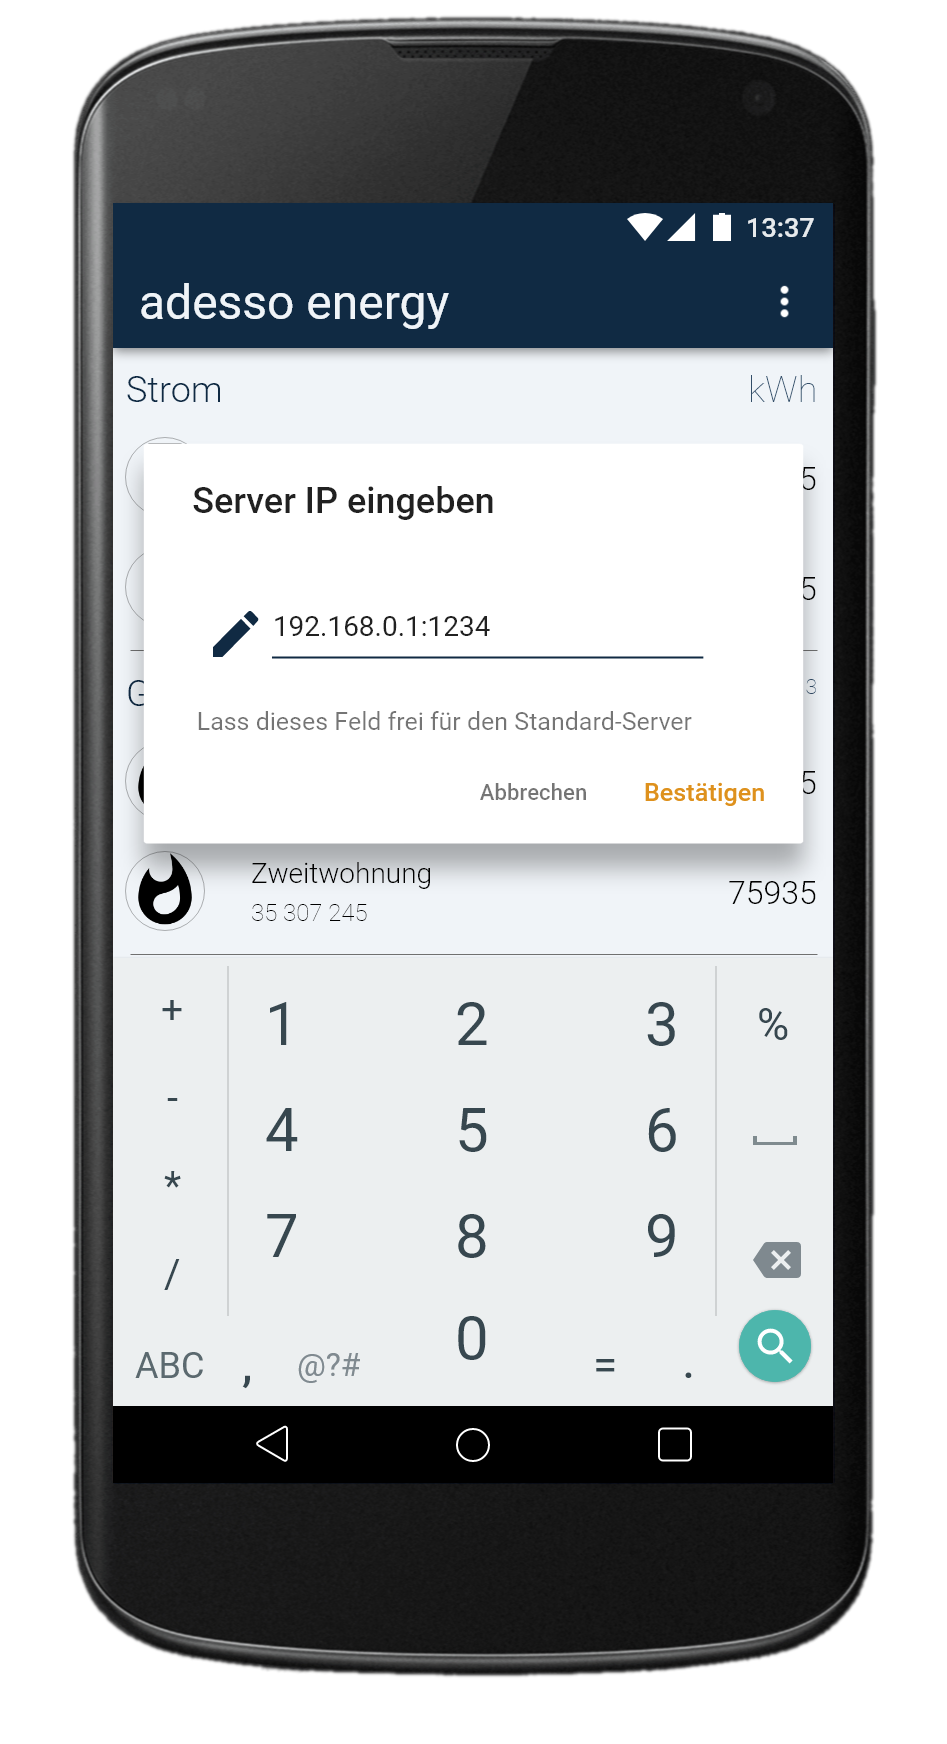 13:37
adesso energy
Strom kWh
5
Server IP eingeben
5
192.168.0.1:1234
G 3
Lass dieses Feld frei für den Standard-Server
5
Abbrechen Bestätigen
Zweitwohnung
75935
35 307 245
+ 1 2 3 %
- 4 5 6
* 7 8 9
/ 0
ABC , @?# = .